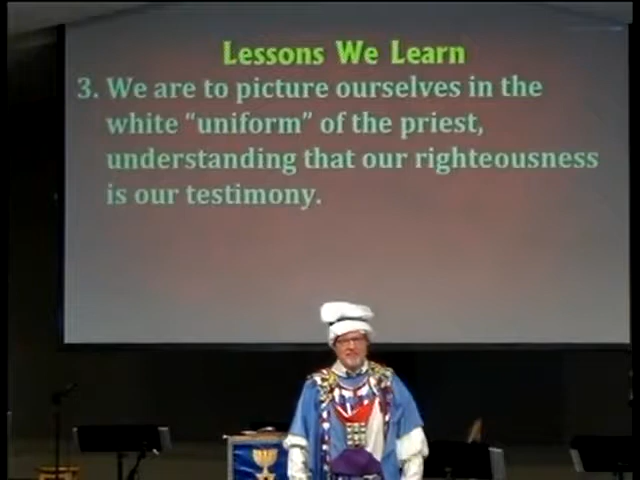 Lessons We Learn
3. We are to picture ourselves in the
white “uniform” of the priest,
understanding that our righteousness
is our testimony.